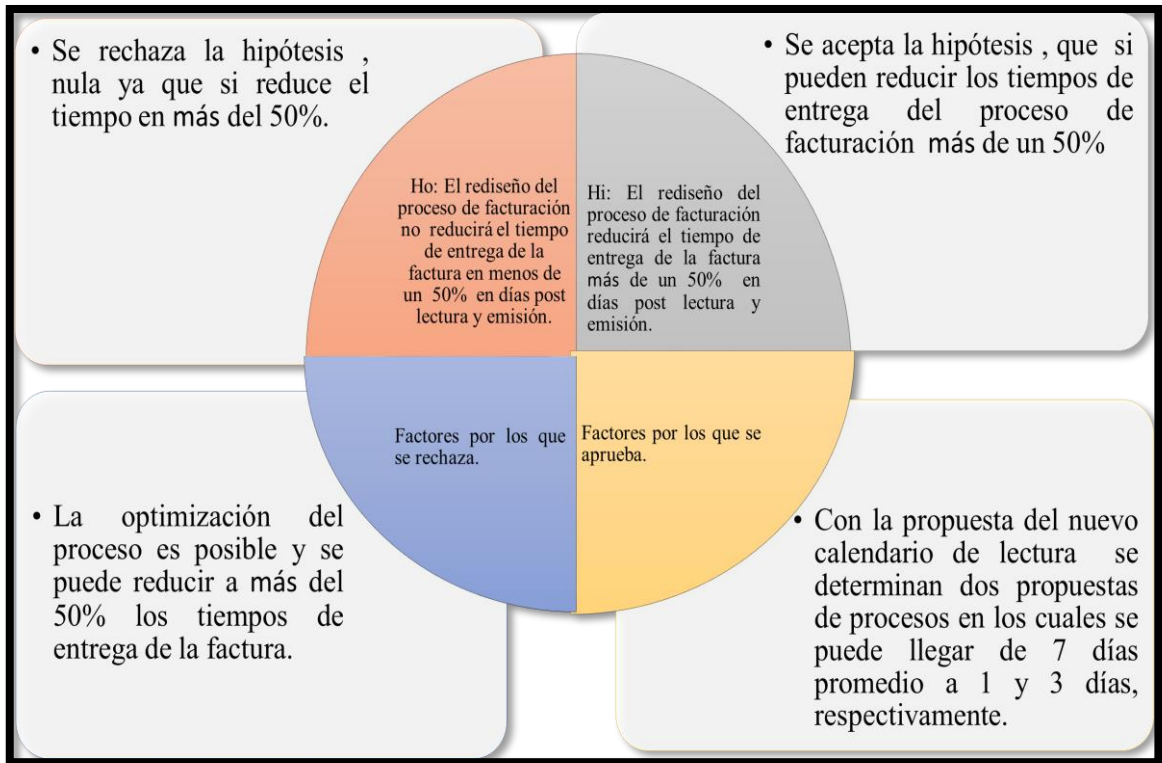 • Se rechaza la hipótesis ,
nula ya que si reduce el
tiempo en más del 50%.
• Se acepta la hipótesis , que si
pueden reducir los tiempos de
entrega del proceso de
facturación más de un 50%
Ho: El rediseño del
proceso de facturación
no reducirá el tiempo
de entrega de la
factura en menos de
un 50% en días post
lectura y emisión.
Hi: El rediseño del
proceso de facturación
reducirá el tiempo de
entrega de la factura
más de un 50% en
días post lectura y
emisión.
Factores por los que
se rechaza.
Factores por los que se
aprueba.
• La optimización del
proceso es posible y se
puede reducir a más del
50% los tiempos de
entrega de la factura.
• Con la propuesta del nuevo
calendario de lectura se
determinan dos propuestas
de procesos en los cuales se
puede llegar de 7 días
promedio a 1 y 3 días,
respectivamente.